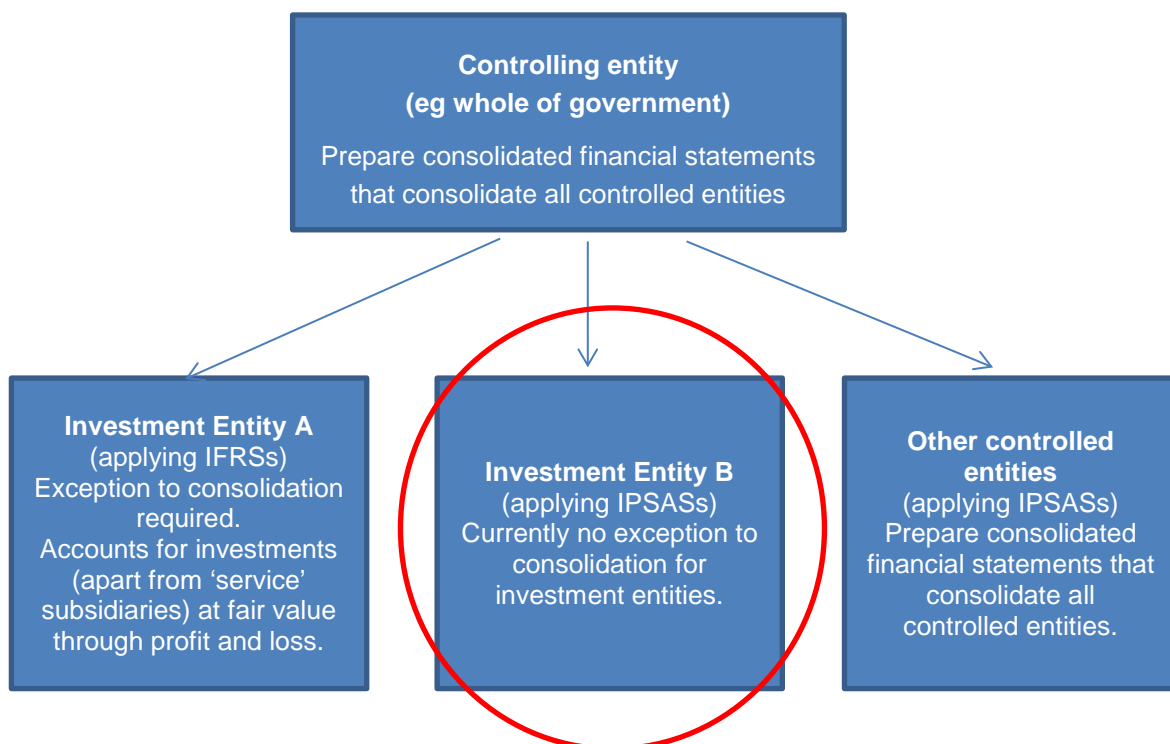 Controlling entity
(eg whole of government)
Prepare consolidated financial statements
that consolidate all controlled entities
Investment Entity A
(applying IFRSs)
Exception to consolidation
required.
Accounts for investments
(apart from ‘service’
subsidiaries) at fair value
through profit and loss.
Investment Entity B
(applying IPSASs)
Currently no exception to
consolidation for
investment entities.
Other controlled
entities
(applying IPSASs)
Prepare consolidated
financial statements that
consolidate all
controlled entities.